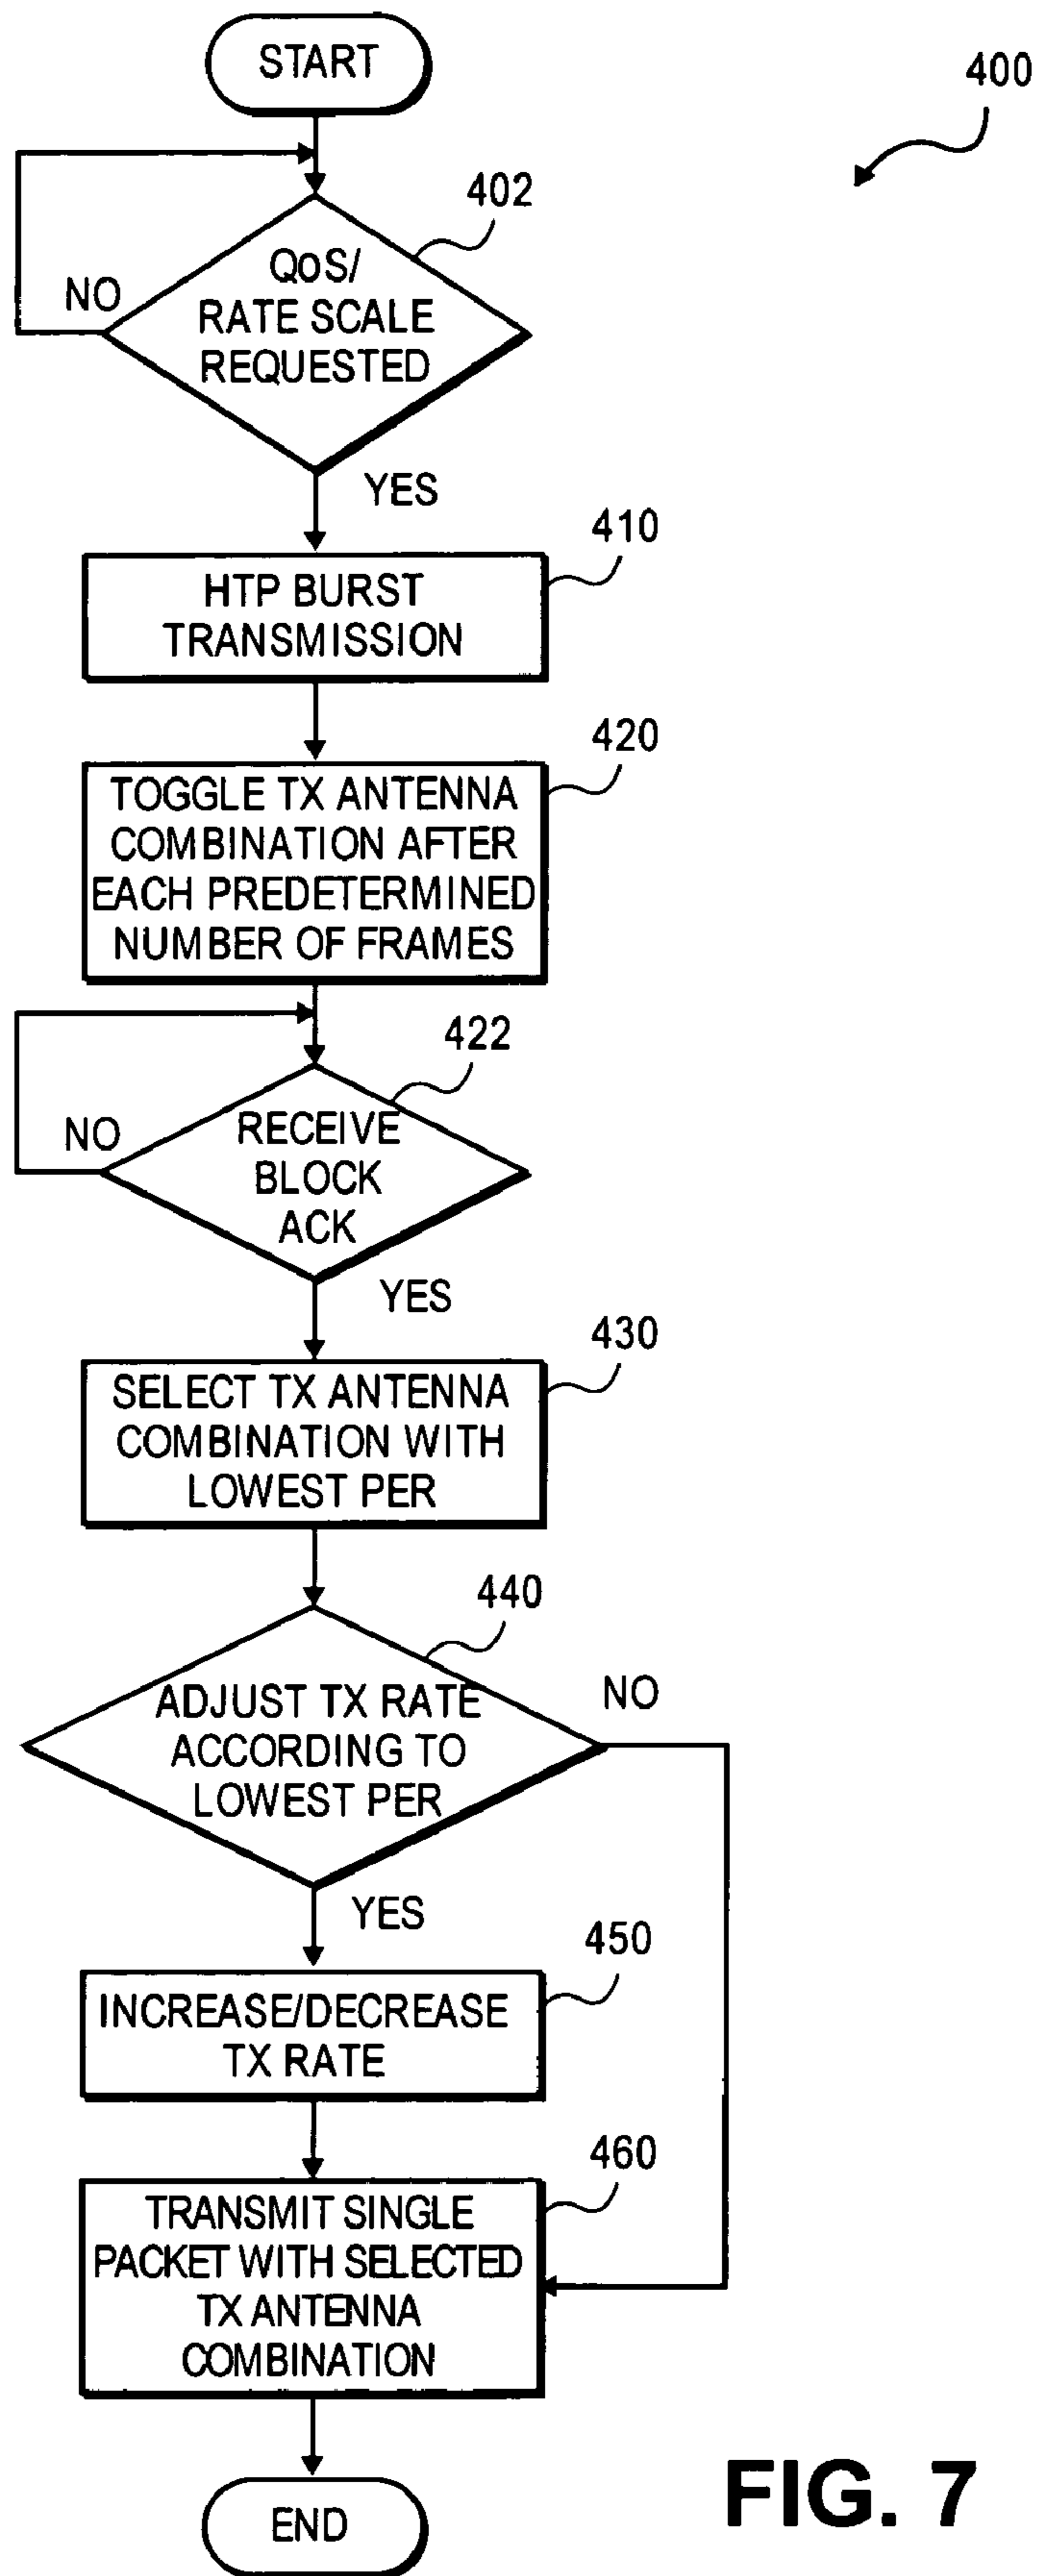 START
400
402
QoS/
RATE SCALE
REQUESTED
NO
YES
410
HTP BURST
TRANSMISSION
420
TOGGLE TX ANTENNA
COMBINATION AFTER
EACH PREDETERMINED
NUMBER OF FRAMES
422
RECEIVE
BLOCK
ACK
NO
YES
430
SELECT TX ANTENNA
COMBINATION WITH
LOWEST PER
440
ADJUST TX RATE
ACCORDING TO
LOWEST PER
NO
YES
450
INCREASE/DECREASE
TX RATE
460
TRANSMIT SINGLE
PACKET WITH SELECTED
TX ANTENNA
COMBINATION
END
FIG. 7